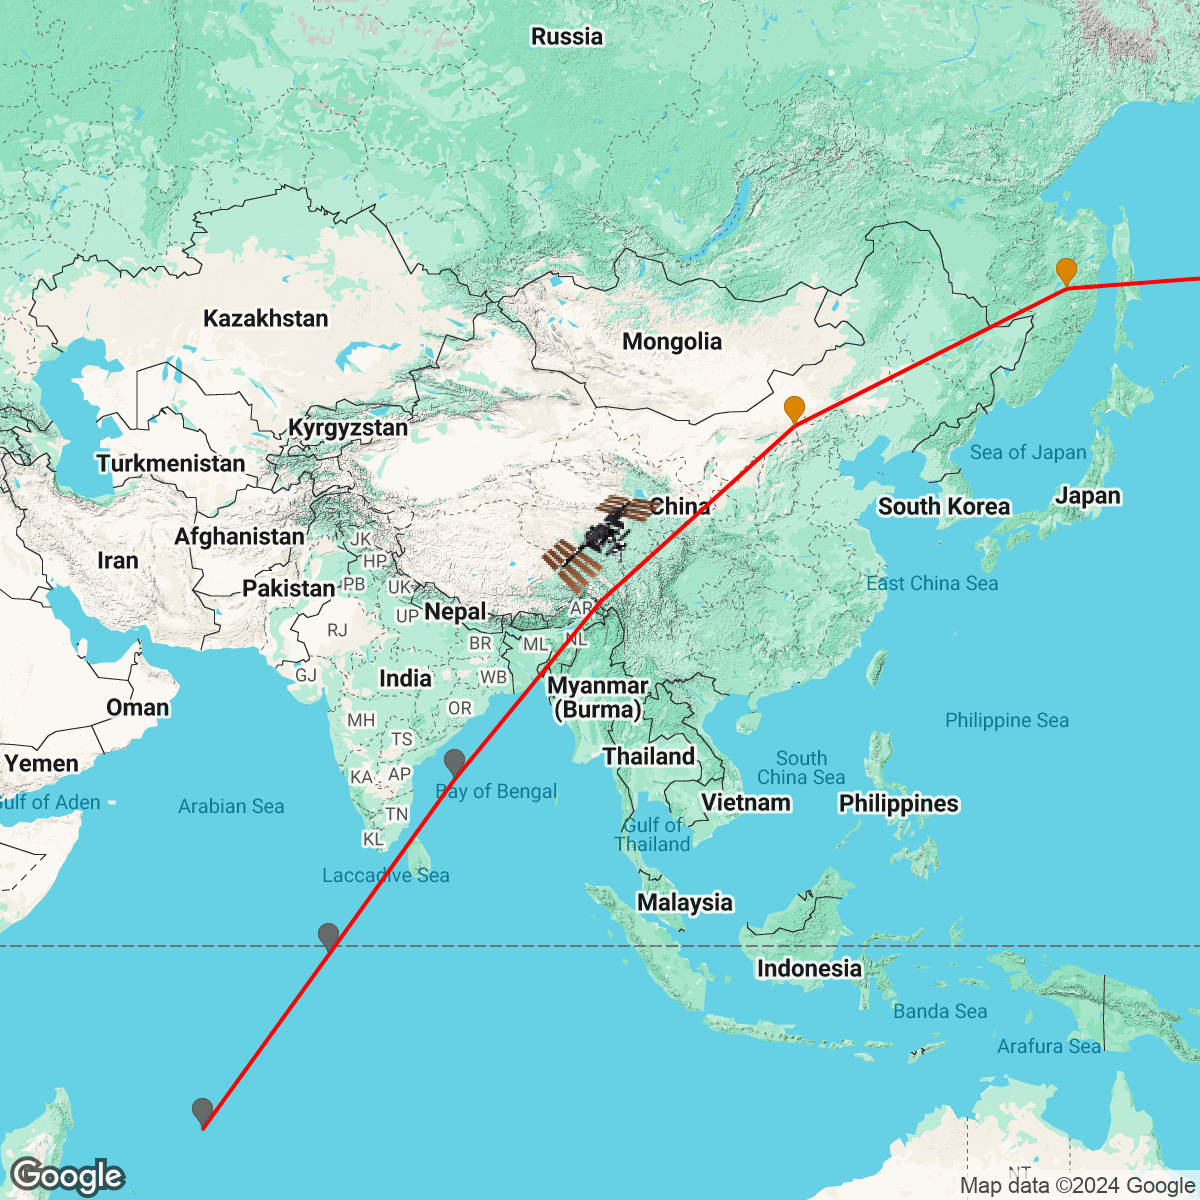 Russia
Kazakhstan
Mongolia
Kyrgyzstan
Turkmenistan
Sea of Japan
Japan
China
South Korea
Afghanistan
JK
Iran
HP
Pakistan
PB
UK
East China Sea
Nepal
UP
AR
RJ
BR
ML
NL
GJ
India
WB
Myanmar
(Burma)
Oman
OR
MH
Philippine Sea
TS
Yemen
Thailand
South
China Sea
KA
AP
Bay of Bengal
Gulf of Aden
Arabian Sea
Vietnam
Philippines
TN
Gulf of
Thailand
KL
Laccadive Sea
Malaysia
Indonesia
Banda Sea
Arafura Sea
NT
Google
Map data ©2024 Google